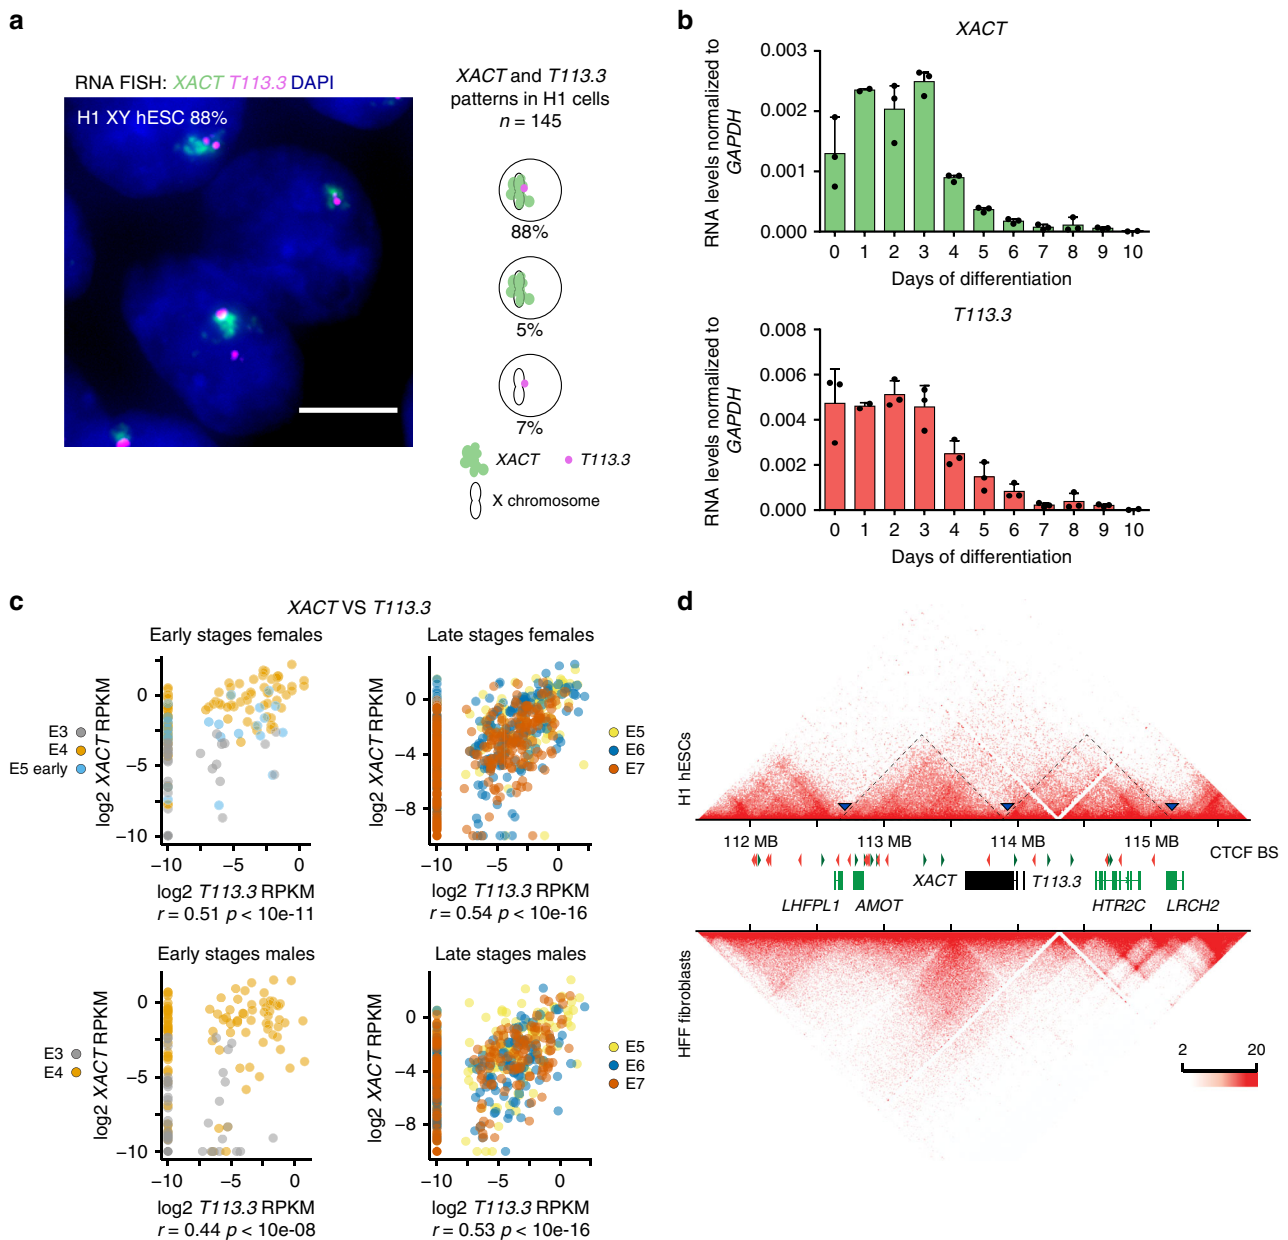 a
RNA FISH: XACT T113.3 DAPI
H1 XY hESC 88%
XACT and T113.3
patterns in H1 cells
n = 145
88%
5%
7%
XACT
T113.3
X chromosome
b
XACT
RNA levels normalized to
GAPDH
0.003
0.002
0.001
0.000
0 1 2 3 4 5 6 7 8 9 10
Days of differentiation
T113.3
RNA levels normalized to
GAPDH
0.008
0.006
0.004
0.002
0.000
0 1 2 3 4 5 6 7 8 9 10
Days of differentiation
c
XACT VS T113.3
Early stages females
E3
E4
E5 early
log2 XACT RPKM
0
−5
−10
−10 −5 0
log2 T113.3 RPKM
r = 0.51 p < 10e-11
Late stages females
log2 XACT RPKM
0
−4
−8
−10 −5 0
E5
E6
E7
log2 T113.3 RPKM
r = 0.54 p < 10e-16
Early stages males
E3
E4
log2 XACT RPKM
0
−5
−10
−10 −5 0
log2 T113.3 RPKM
r = 0.44 p < 10e-08
Late stages males
log2 XACT RPKM
0
−4
−8
−10 −5 0
E5
E6
E7
log2 T113.3 RPKM
r = 0.53 p < 10e-16
d
H1 hESCs
112 MB 113 MB 114 MB 115 MB
CTCF BS
XACT T113.3
LHFPL1 AMOT HTR2C LRCH2
HFF fibroblasts
2 20